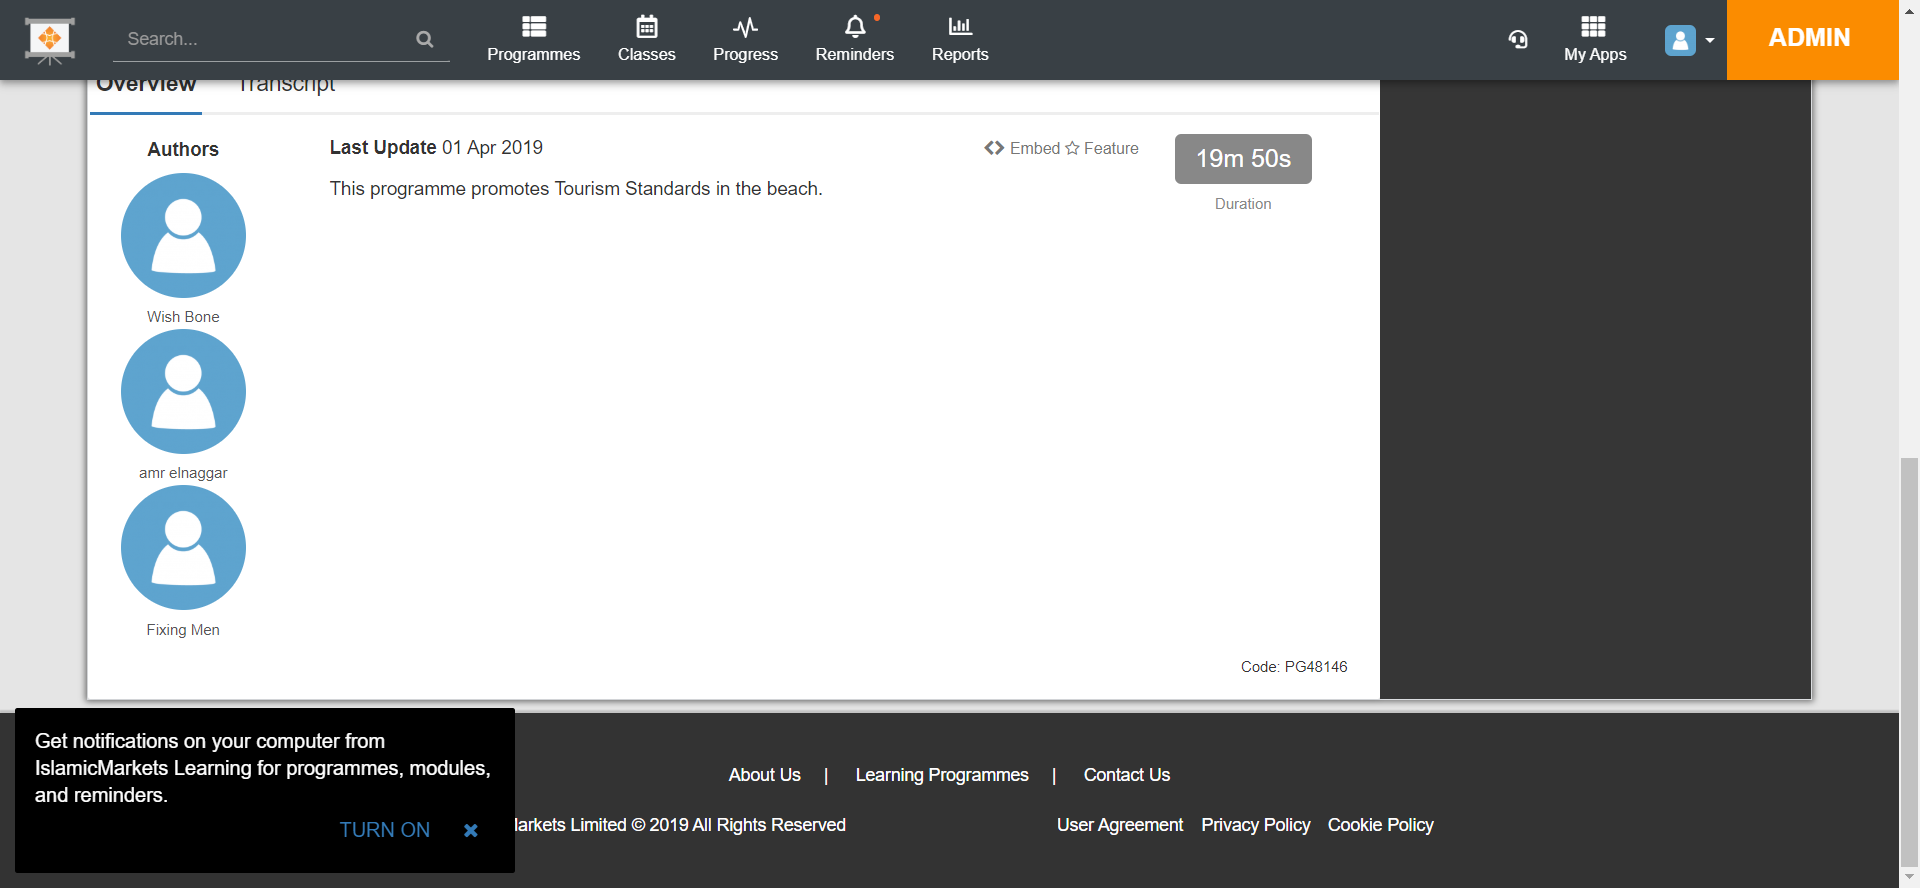 Search...
Programmes
Classes
Progress
Reminders
Reports
My Apps
ADMIN
Overview
Transcript
Authors
Wish Bone
amr elnaggar
Fixing Men
Last Update 01 Apr 2019
This programme promotes Tourism Standards in the beach.
Embed
Feature
19m 50s
Duration
Code: PG48146
Get notifications on your computer from
IslamicMarkets Learning for programmes, modules,
and reminders.
TURN ON
About Us | Learning Programmes | Contact Us
Limited © 2019 All Rights Reserved
User Agreement Privacy Policy Cookie Policy